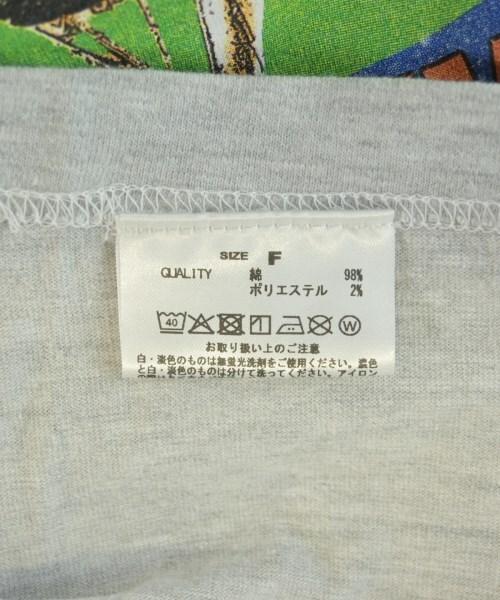 SIZE F
QUALITY 綿 98%
ポリエステル 2%
40 W
お取り扱い上のご注意
白・淡色のものは無蛍光洗剤をご使用ください。濃色
と白・淡色のものは分けて洗ってください。アイロン